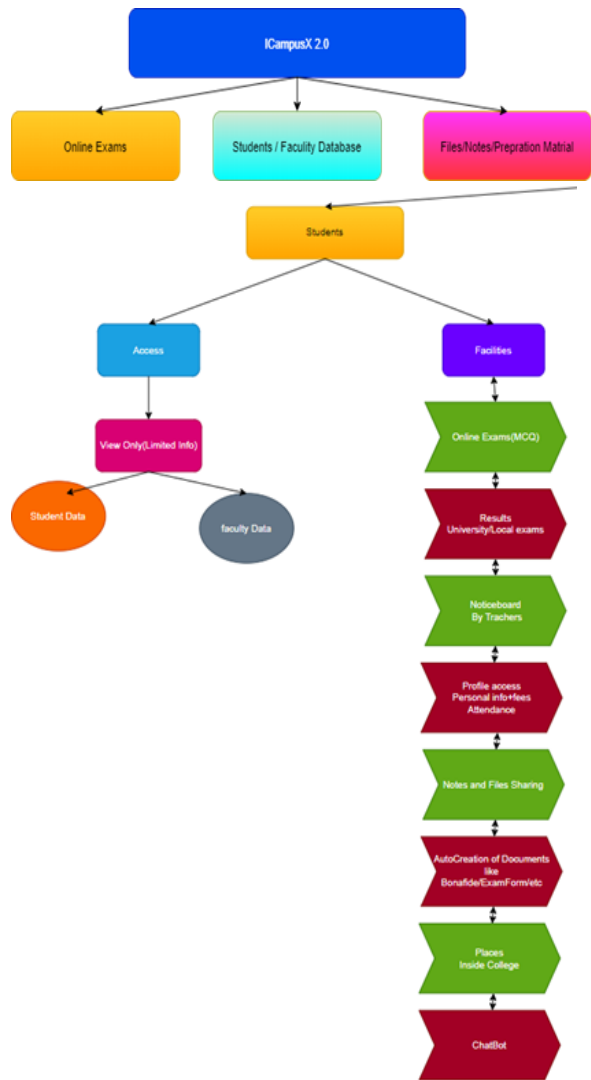 ICampusX 2.0
Online Exams
Students / Faculity Database
Files/Notes/Prepration Matrial
Students
Access
Facilities
View Only(Limited Info)
Student Data
faculty Data
Online Exams(MCQ)
Results
University/Local exams
Noticeboard
By Trachers
Profile access
Personal info+fees
Attendance
Notes and Files Sharing
AutoCreation of Documents
like
Bonafide/ExamForm/etc
Places
Inside College
ChatBot